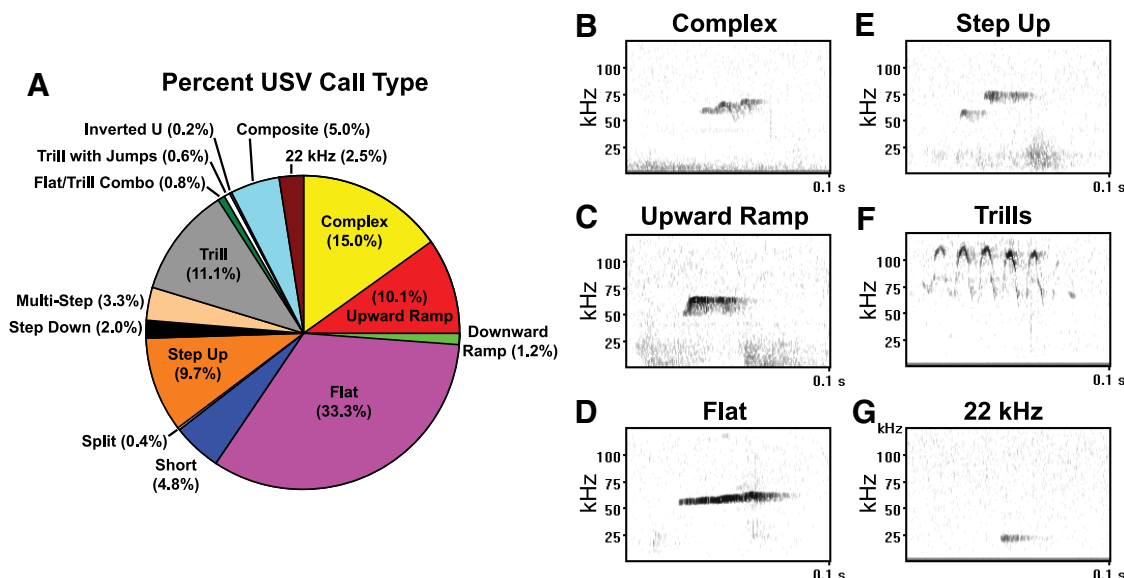 A
Percent USV Call Type
Inverted U (0.2%)
Composite (5.0%)
Trill with Jumps (0.6%)
22 kHz (2.5%)
Flat/Trill Combo (0.8%)
Complex
(15.0%)
Trill
(11.1%)
(10.1%)
Upward Ramp
Multi-Step (3.3%)
Step Down (2.0%)
Downward
Ramp (1.2%)
Step Up
(9.7%)
Flat
(33.3%)
Split (0.4%)
Short
(4.8%)
B
Complex
kHz
100
75
50
25
0.1 s
C
Upward Ramp
kHz
100
75
50
25
0.1 s
D
Flat
kHz
100
75
50
25
0.1 s
E
Step Up
kHz
100
75
50
25
0.1 s
F
Trills
kHz
100
75
50
25
0.1 s
G
22 kHz
kHz
kHz
100
75
50
25
0.1 s